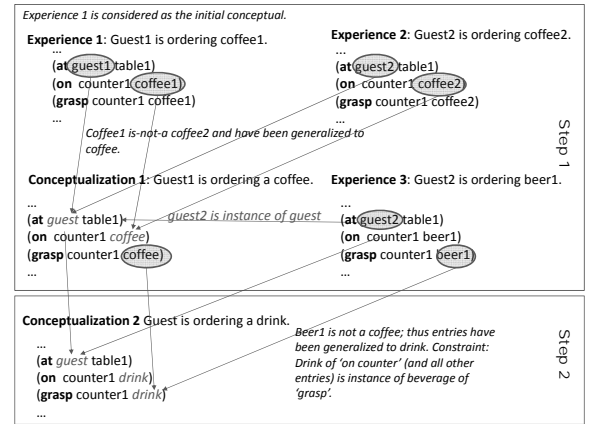 Experience 1 is considered as the initial conceptual.
Experience 1: Guest1 is ordering coffee1.
...
(at guest1 table1)
(on counter1 coffee1)
(grasp counter1 coffee1)
...
Experience 2: Guest2 is ordering coffee2.
...
(at guest2 table1)
(on counter1 coffee2)
(grasp counter1 coffee2)
...
Coffee1 is-not-a coffee2 and have been generalized to
coffee.
Step 1
Conceptualization 1: Guest1 is ordering a coffee.
...
(at guest table1)
(on counter1 coffee)
(grasp counter1 coffee)
...
guest2 is instance of guest
Experience 3: Guest2 is ordering beer1.
...
(at guest2 table1)
(on counter1 beer1)
(grasp counter1 beer1)
...
Conceptualization 2 Guest is ordering a drink.
...
(at guest table1)
(on counter1 drink)
(grasp counter1 drink)
...
Beer1 is not a coffee; thus entries have
been generalized to drink. Constraint:
Drink of 'on counter' (and all other
entries) is instance of beverage of
'grasp'.
Step 2